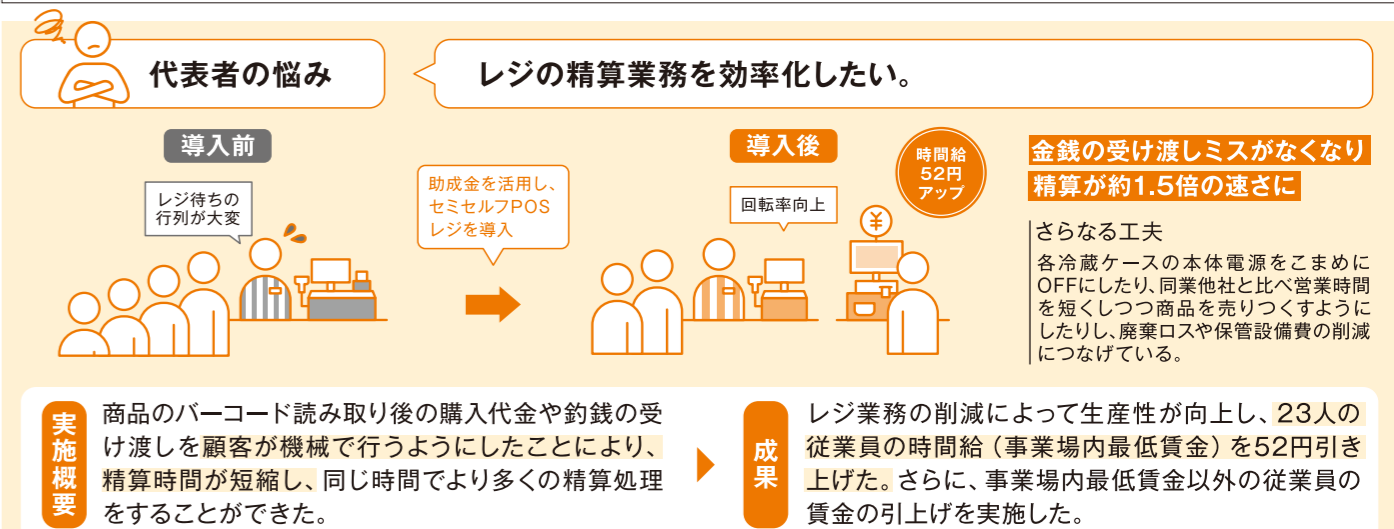 代表者の悩み
レジの精算業務を効率化したい。
導入前
レジ待ちの
行列が大変
助成金を活用し、
セミセルフPOS
レジを導入
導入後
回転率向上
時間給
52円
アップ
¥
金銭の受け渡しミスがなくなり
精算が約1.5倍の速さに
さらなる工夫
各冷蔵ケースの本体電源をこまめに
OFFにしたり、同業他社と比べ営業時間
を短くしつつ商品を売りつくすように
したりし、廃棄ロスや保管設備費の削減
につなげている。
実施概要
商品のバーコード読み取り後の購入代金や釣銭の受
け渡しを顧客が機械で行うようにしたことにより、
精算時間が短縮し、同じ時間でより多くの精算処理
をすることができた。
成果
レジ業務の削減によって生産性が向上し、23人の
従業員の時間給（事業場内最低賃金）を52円引き
上げた。さらに、事業場内最低賃金以外の従業員の
賃金の引上げを実施した。